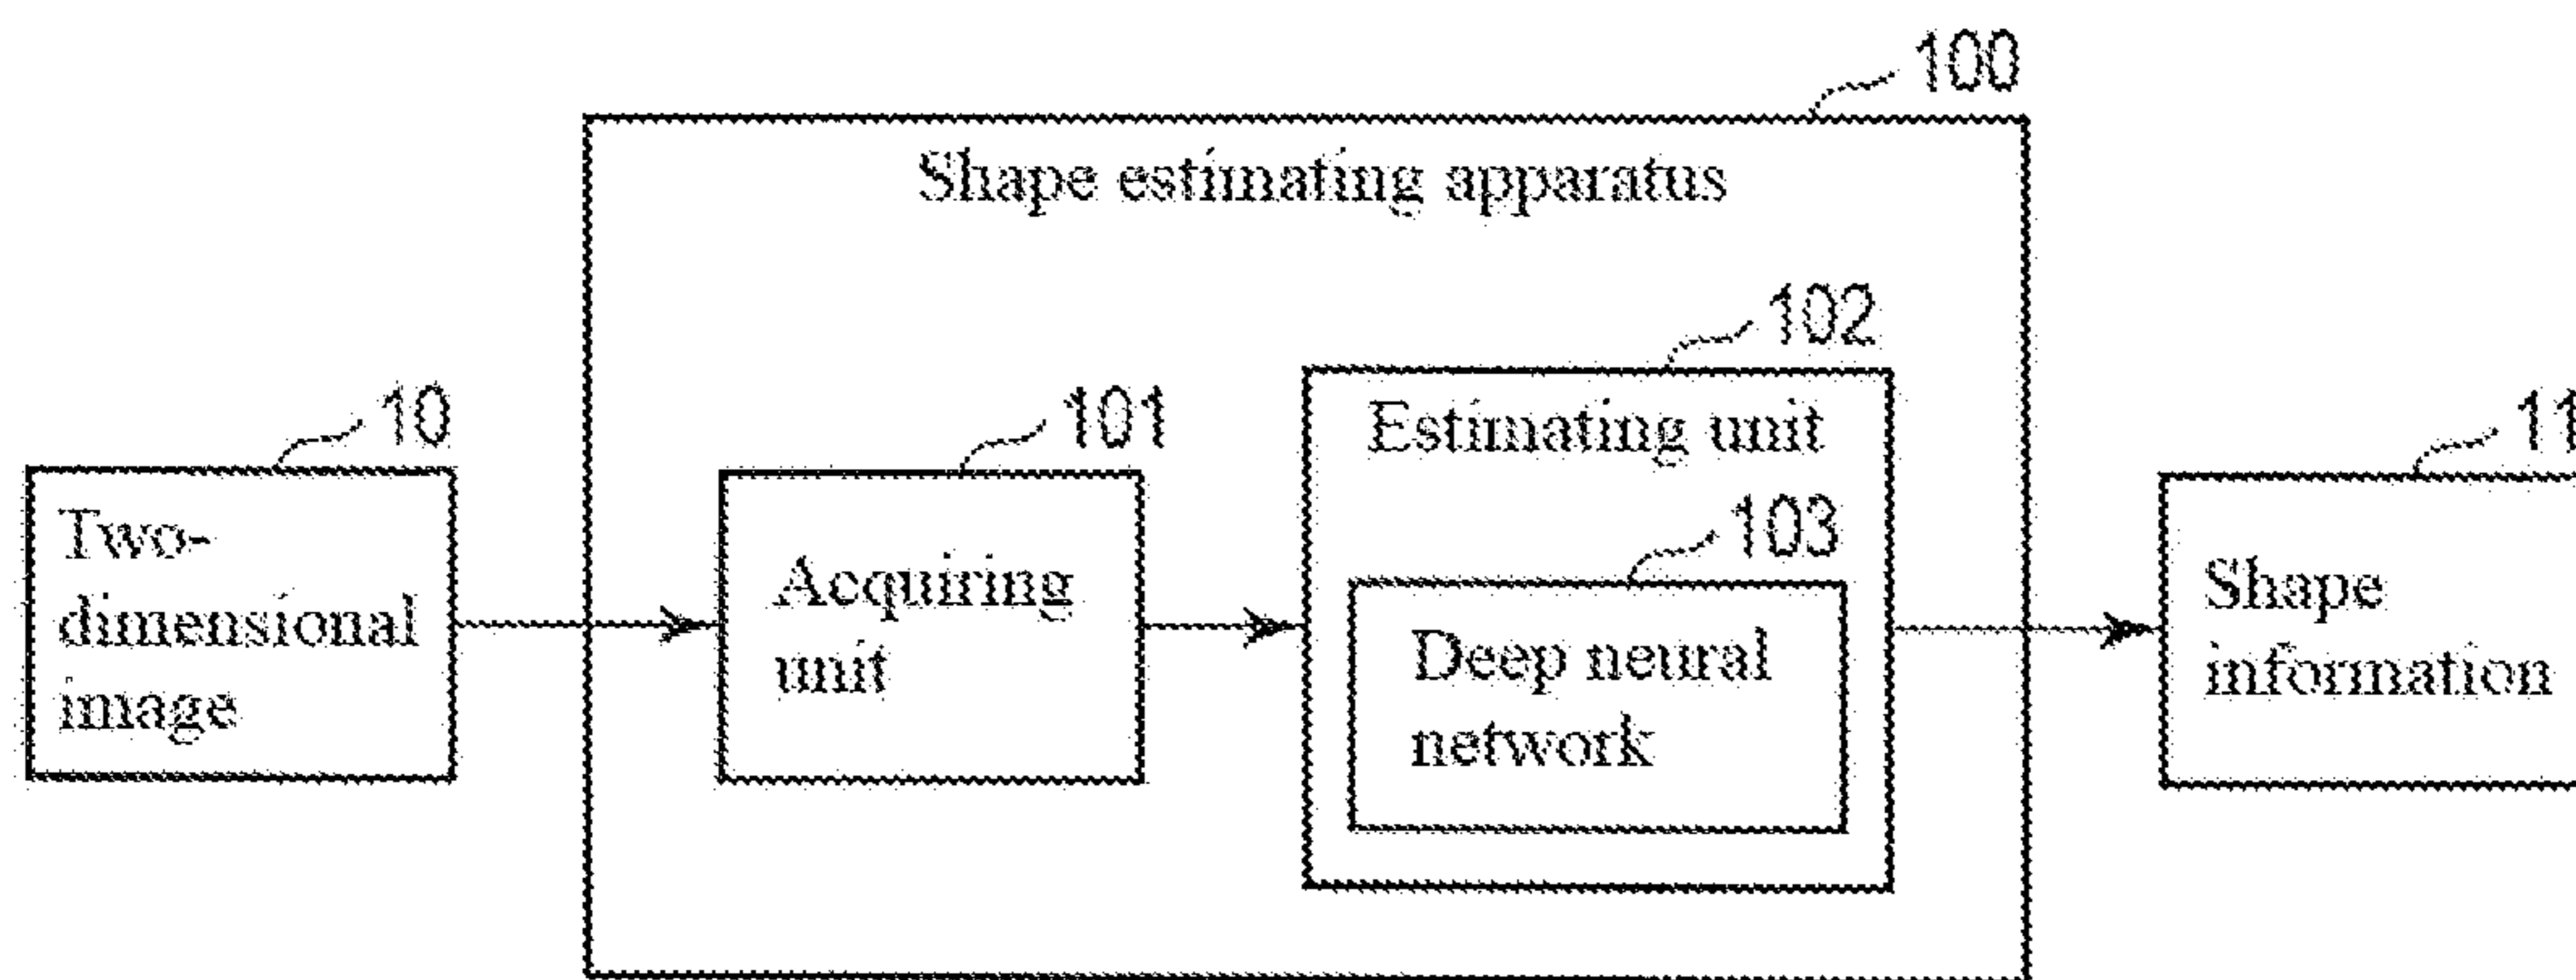 100
Shape estimating apparatus
102
10
101
Estimating unit
11
103
Two-
dimensional
image
Acquiring
unit
Deep neural
network
Shape
information